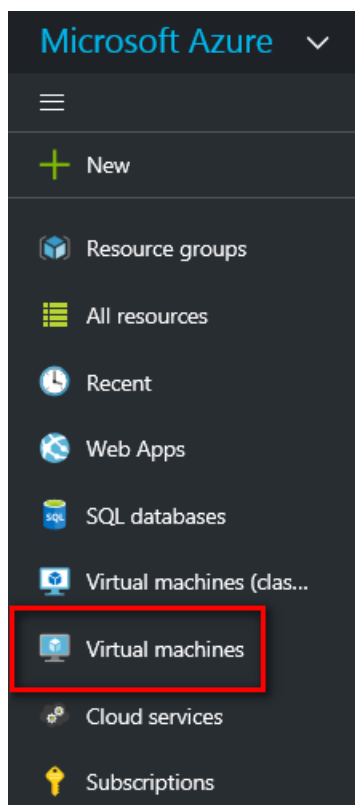 Microsoft Azure
New
Resource groups
All resources
Recent
Web Apps
SQL databases
Virtual machines (clas...
Virtual machines
Cloud services
Subscriptions